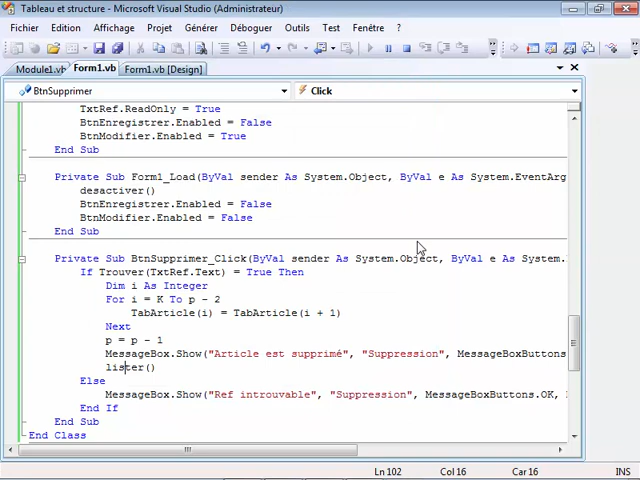 Tableau et structure - Microsoft Visual Studio (Administrateur)
Fichier Edition Affichage Projet Générer Déboguer Outils Test Fenêtre ?
Module1.vb Form1.vb Form1.vb [Design]
BtnSupprimer Click
TxtRef.ReadOnly = True
BtnEnregistrer.Enabled = False
BtnModifier.Enabled = True
End Sub
Private Sub Form1_Load(ByVal sender As System.Object, ByVal e As System.EventArg
desactiver()
BtnEnregistrer.Enabled = False
BtnModifier.Enabled = False
End Sub
Private Sub BtnSupprimer_Click(ByVal sender As System.Object, ByVal e As System.
If Trouver(TxtRef.Text) = True Then
Dim i As Integer
For i = K To p - 2
TabArticle(i) = TabArticle(i + 1)
Next
p = p - 1
MessageBox.Show("Article est supprimé", "Suppression", MessageBoxButtons
lister()
Else
MessageBox.Show("Ref introuvable", "Suppression", MessageBoxButtons.OK,
End If
End Sub
End Class
Ln 102 Col 16 Car 16 INS